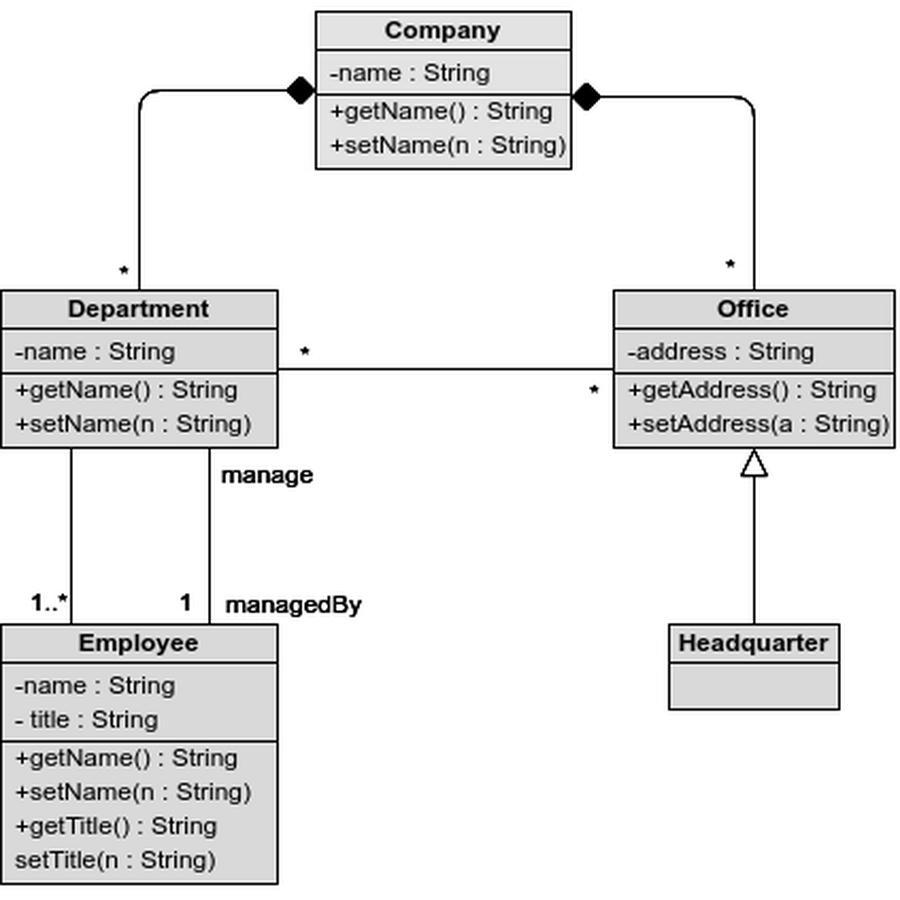 Company
-name : String
+getName() : String
+setName(n : String)
*
*
Department
-name : String
+getName() : String
+setName(n : String)
*
*
Office
-address : String
+getAddress() : String
+setAddress(a : String)
manage
1..*
1
managedBy
Employee
-name : String
- title : String
+getName() : String
+setName(n : String)
+getTitle() : String
setTitle(n : String)
Headquarter